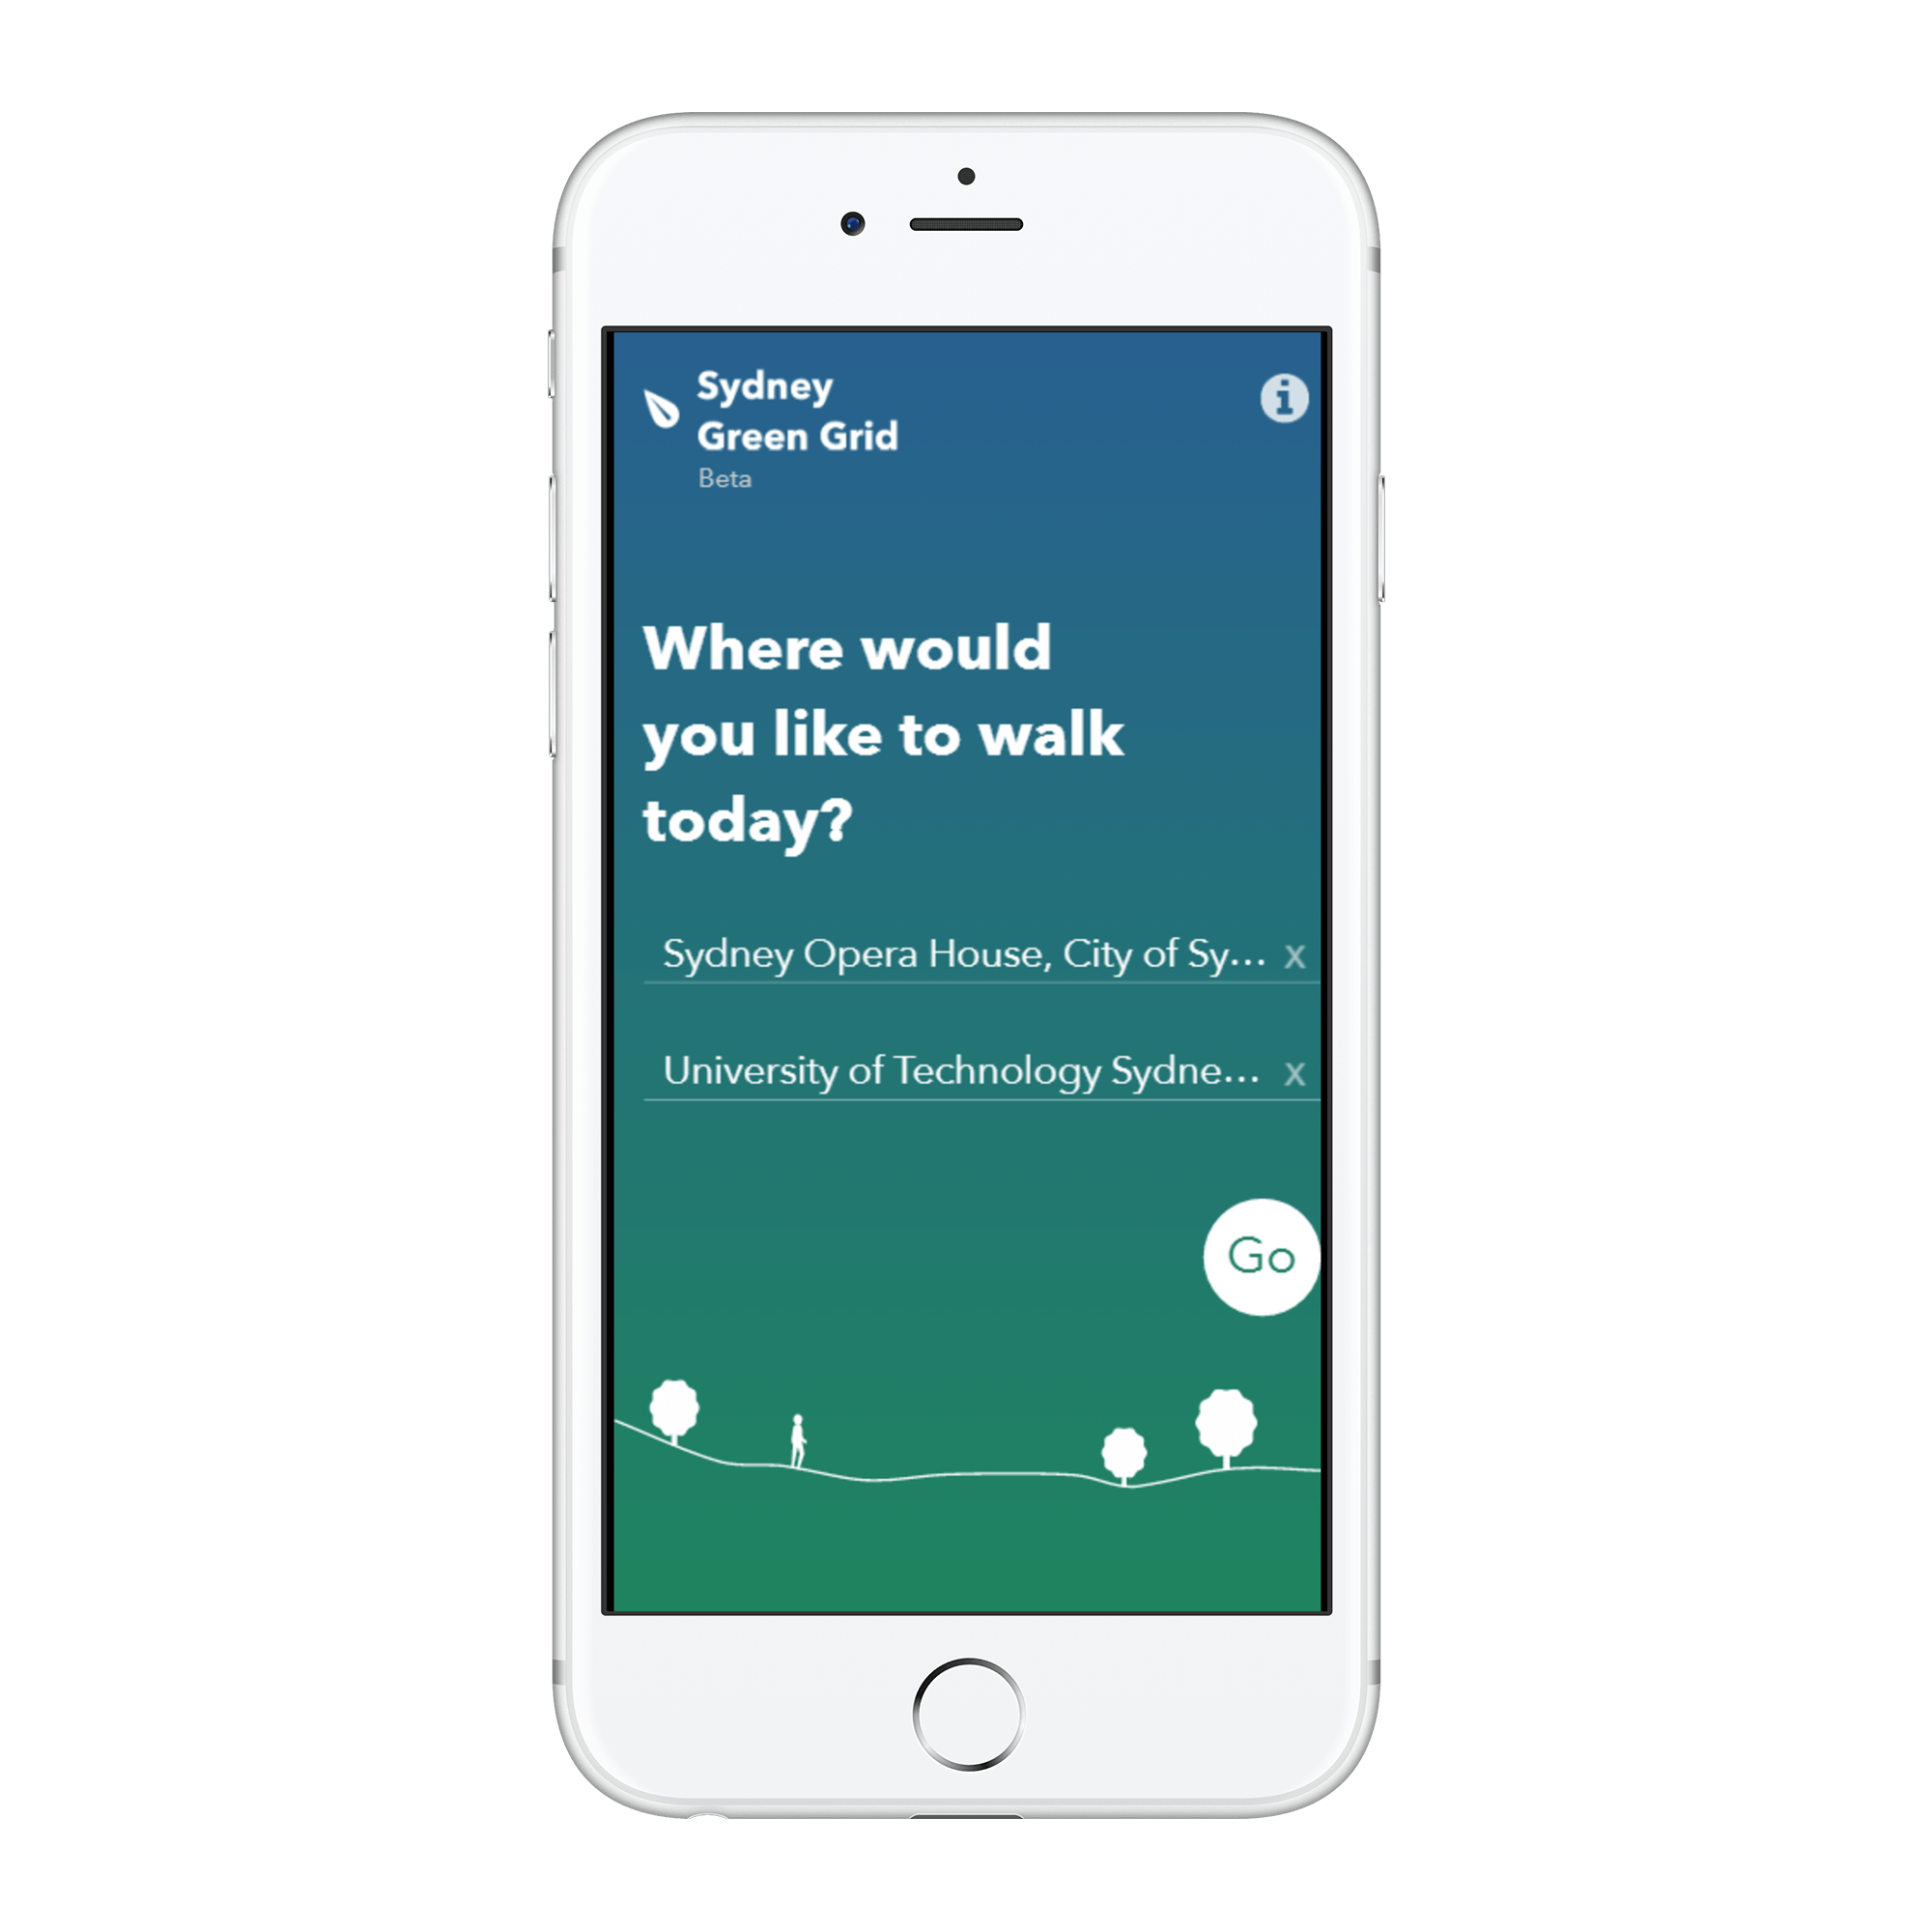 Sydney
Green Grid
Beta
Where would
you like to walk
today?
Sydney Opera House, City of Sy... x
University of Technology Sydne... x
Go